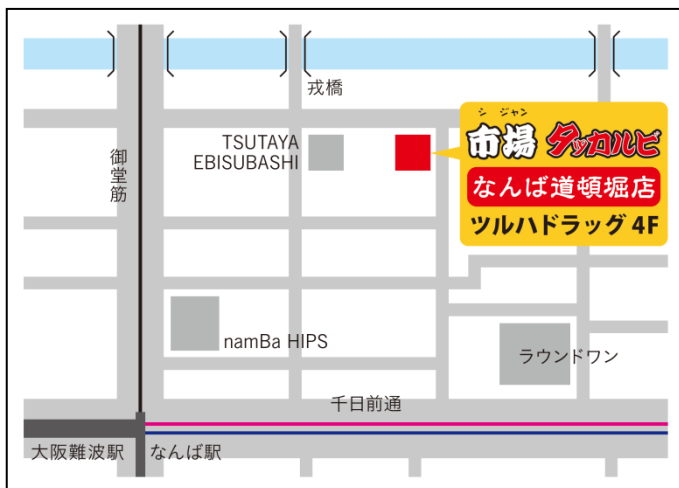 戎橋
TSUTAYA
EBISUBASHI
御堂筋
シジャン
市場 タッカルビ
なんば道頓堀店
ツルハドラッグ 4F
namBa HIPS
ラウンドワン
千日前通
大阪難波駅
なんば駅